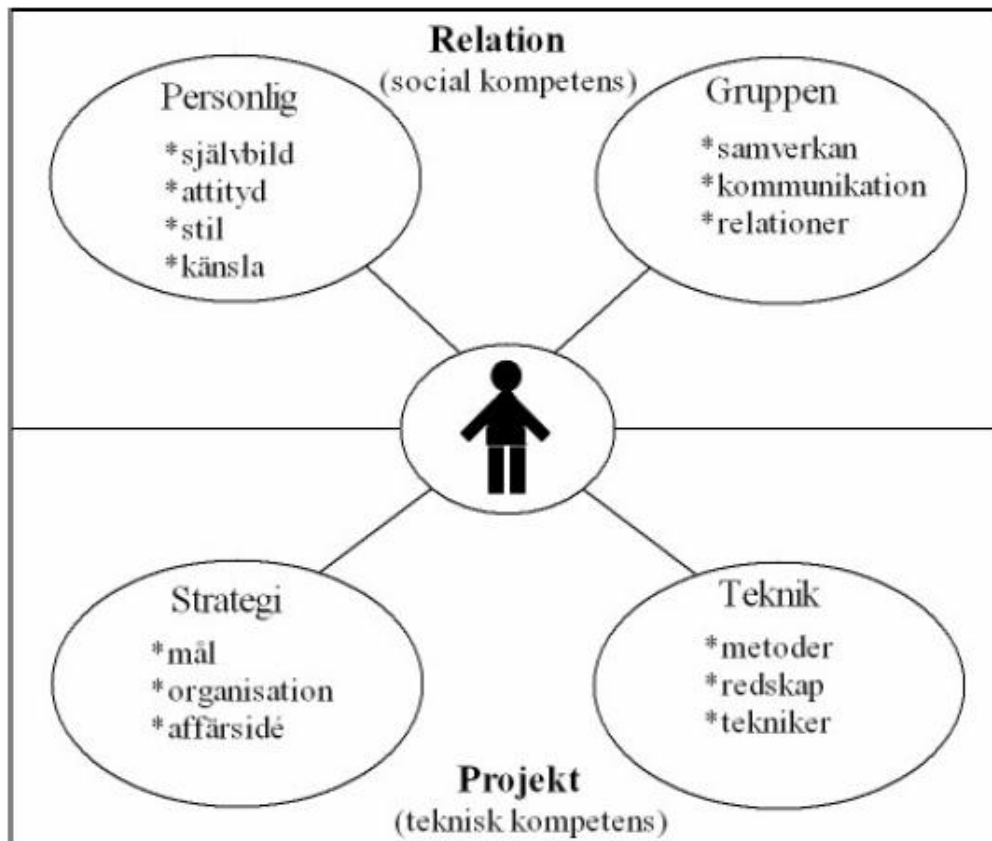 Relation
(social kompetens)
Personlig
*självbild
*attityd
*stil
*känsla
Gruppen
*samverkan
*kommunikation
*relationer
Strategi
*mål
*organisation
*affärsidé
Teknik
*metoder
*redskap
*tekniker
Projekt
(teknisk kompetens)